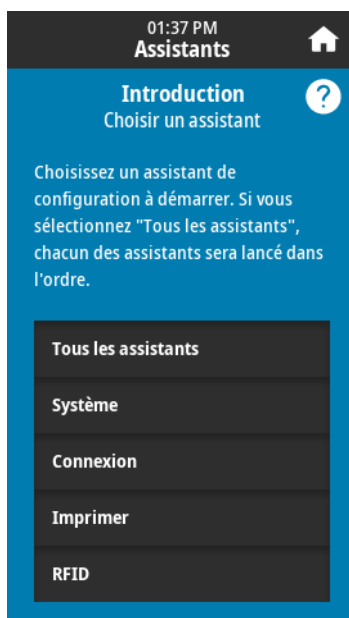 01:37 PM
Assistants
Introduction
?
Choisir un assistant
Choisissez un assistant de
configuration à démarrer. Si vous
sélectionnez "Tous les assistants",
chacun des assistants sera lancé dans
l'ordre.
Tous les assistants
Système
Connexion
Imprimer
RFID